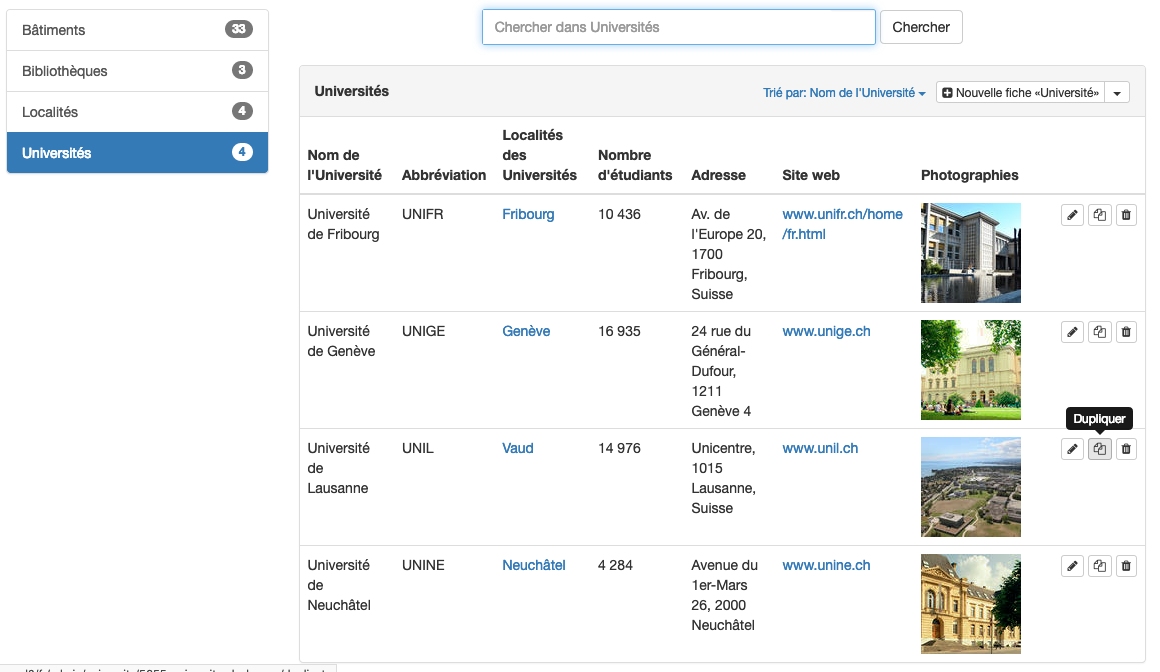 Bâtiments 33
Bibliothèques 3
Localités 4
Universités 4
Chercher dans Universités Chercher
Universités Trié par: Nom de l'Université Nouvelle fiche «Université»
Nom de l'Université Abbréviation Localités des Universités Nombre d'étudiants Adresse Site web Photographies
Université de Fribourg UNIFR Fribourg 10 436 Av. de l'Europe 20, 1700 Fribourg, Suisse www.unifr.ch/home/fr.html
Université de Genève UNIGE Genève 16 935 24 rue du Général-Dufour, 1211 Genève 4 www.unige.ch
Dupliquer
Université de Lausanne UNIL Vaud 14 976 Unicentre, 1015 Lausanne, Suisse www.unil.ch
Université de Neuchâtel UNINE Neuchâtel 4 284 Avenue du 1er-Mars 26, 2000 Neuchâtel www.unine.ch